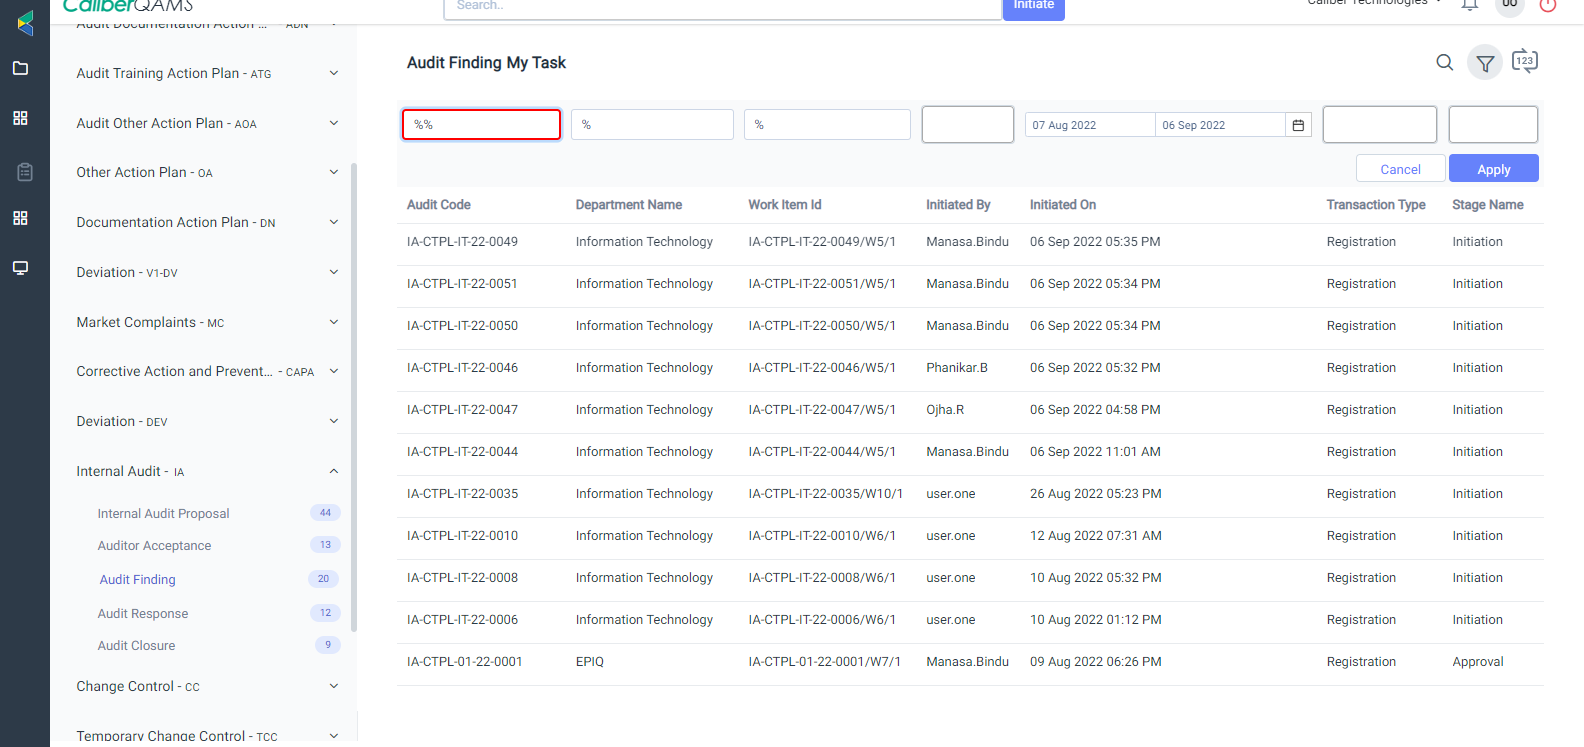 CaliberQAMS
Search..
Initiate
Caliber Technologies
Audit Documentation Action ... - ADN
Audit Training Action Plan - ATG
Audit Other Action Plan - AOA
Other Action Plan - OA
Documentation Action Plan - DN
Deviation - V1-DV
Market Complaints - MC
Corrective Action and Prevent... - CAPA
Deviation - DEV
Internal Audit - IA
Internal Audit Proposal 44
Auditor Acceptance 13
Audit Finding 20
Audit Response 12
Audit Closure 9
Change Control - CC
Temporary Change Control - TCC
Audit Finding My Task
123
%% % % 07 Aug 2022 06 Sep 2022
Cancel Apply
Audit Code Department Name Work Item Id Initiated By Initiated On Transaction Type Stage Name
IA-CTPL-IT-22-0049 Information Technology IA-CTPL-IT-22-0049/W5/1 Manasa.Bindu 06 Sep 2022 05:35 PM Registration Initiation
IA-CTPL-IT-22-0051 Information Technology IA-CTPL-IT-22-0051/W5/1 Manasa.Bindu 06 Sep 2022 05:34 PM Registration Initiation
IA-CTPL-IT-22-0050 Information Technology IA-CTPL-IT-22-0050/W5/1 Manasa.Bindu 06 Sep 2022 05:34 PM Registration Initiation
IA-CTPL-IT-22-0046 Information Technology IA-CTPL-IT-22-0046/W5/1 Phanikar.B 06 Sep 2022 05:32 PM Registration Initiation
IA-CTPL-IT-22-0047 Information Technology IA-CTPL-IT-22-0047/W5/1 Ojha.R 06 Sep 2022 04:58 PM Registration Initiation
IA-CTPL-IT-22-0044 Information Technology IA-CTPL-IT-22-0044/W5/1 Manasa.Bindu 06 Sep 2022 11:01 AM Registration Initiation
IA-CTPL-IT-22-0035 Information Technology IA-CTPL-IT-22-0035/W10/1 user.one 26 Aug 2022 05:23 PM Registration Initiation
IA-CTPL-IT-22-0010 Information Technology IA-CTPL-IT-22-0010/W6/1 user.one 12 Aug 2022 07:31 AM Registration Initiation
IA-CTPL-IT-22-0008 Information Technology IA-CTPL-IT-22-0008/W6/1 user.one 10 Aug 2022 05:32 PM Registration Initiation
IA-CTPL-IT-22-0006 Information Technology IA-CTPL-IT-22-0006/W6/1 user.one 10 Aug 2022 01:12 PM Registration Initiation
IA-CTPL-01-22-0001 EPIQ IA-CTPL-01-22-0001/W7/1 Manasa.Bindu 09 Aug 2022 06:26 PM Registration Approval